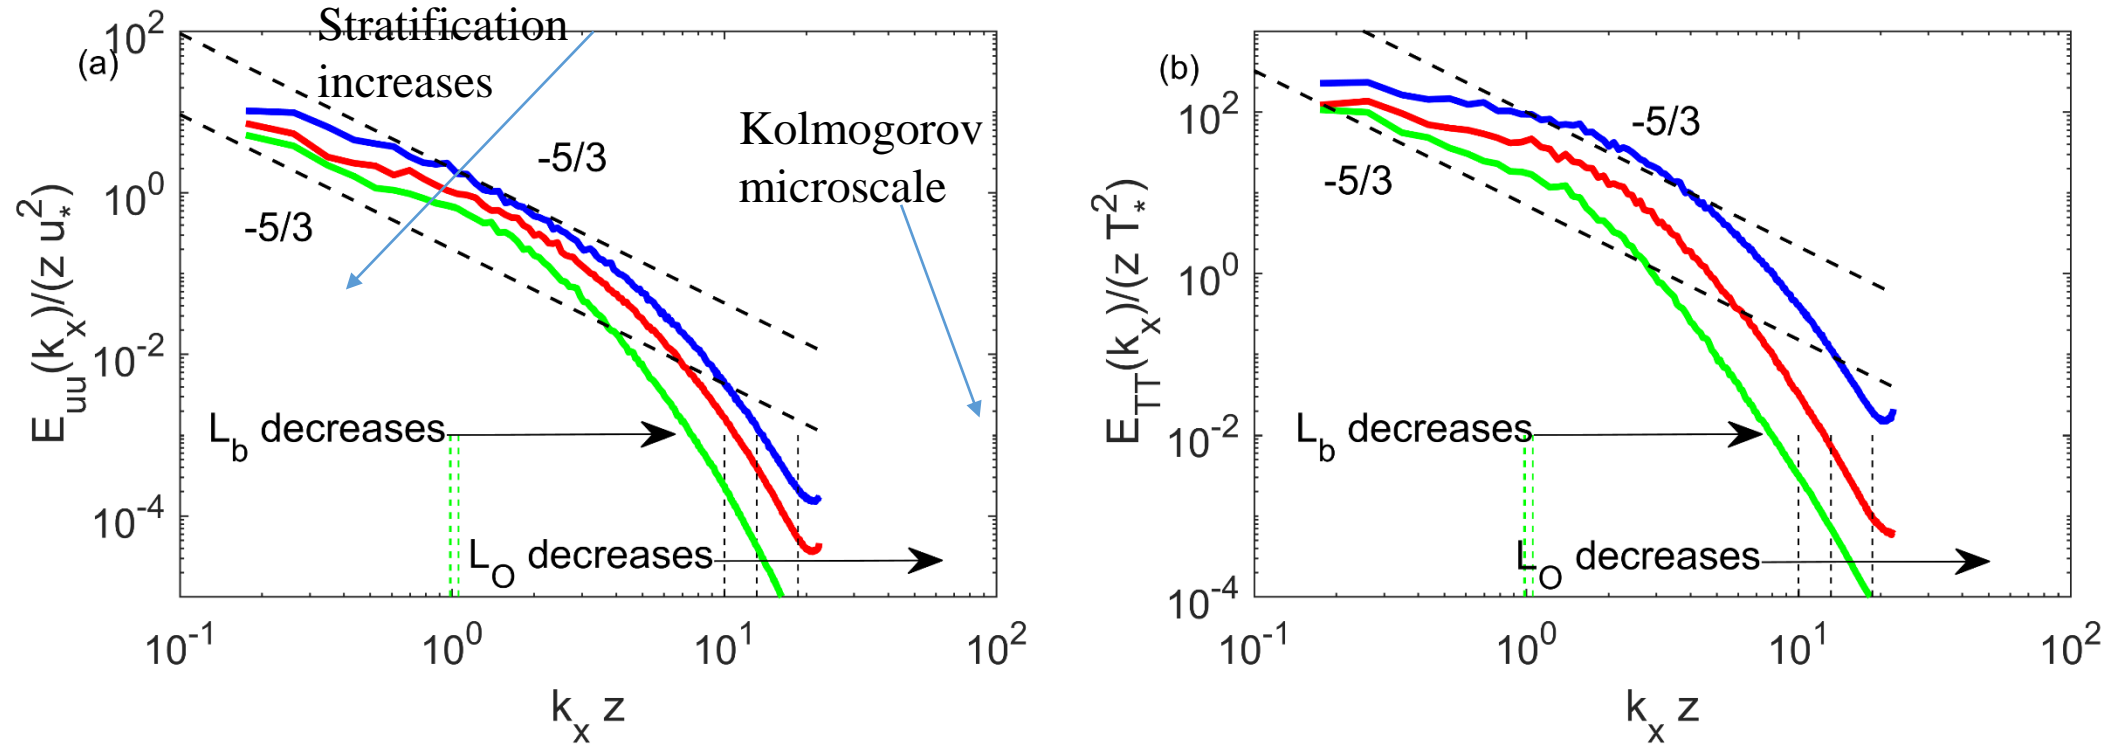 (a)
Stratification
increases
Kolmogorov
microscale
-5/3
-5/3
L_b decreases
L_O decreases
10^2
10^0
10^-2
10^-4
10^-1
10^0
10^1
10^2
E_uu(k_x)/(z u_*^2)
k_x z
(b)
-5/3
-5/3
L_b decreases
L_O decreases
10^2
10^0
10^-2
10^-4
10^-1
10^0
10^1
10^2
E_TT(k_x)/(z T_*^2)
k_x z